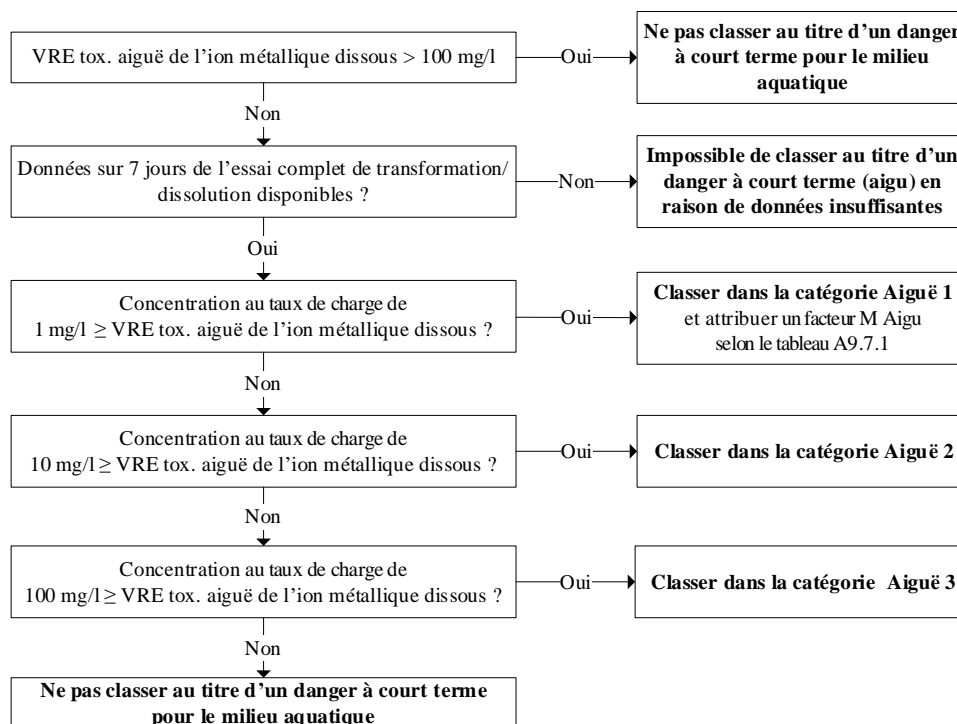 VRE tox. aiguë de l’ion métallique dissous > 100 mg/l
Oui
Ne pas classer au titre d’un danger
à court terme pour le milieu
aquatique
Non
Données sur 7 jours de l’essai complet de transformation/
dissolution disponibles ?
Non
Impossible de classer au titre d’un
danger à court terme (aigu) en
raison de données insuffisantes
Oui
Concentration au taux de charge de
1 mg/l ≥ VRE tox. aiguë de l’ion métallique dissous ?
Oui
Classer dans la catégorie Aiguë 1
et attribuer un facteur M Aigu
selon le tableau A9.7.1
Non
Concentration au taux de charge de
10 mg/l ≥ VRE tox. aiguë de l’ion métallique dissous ?
Oui
Classer dans la catégorie Aiguë 2
Non
Concentration au taux de charge de
100 mg/l ≥ VRE tox. aiguë de l’ion métallique dissous ?
Oui
Classer dans la catégorie Aiguë 3
Non
Ne pas classer au titre d’un danger à court terme
pour le milieu aquatique